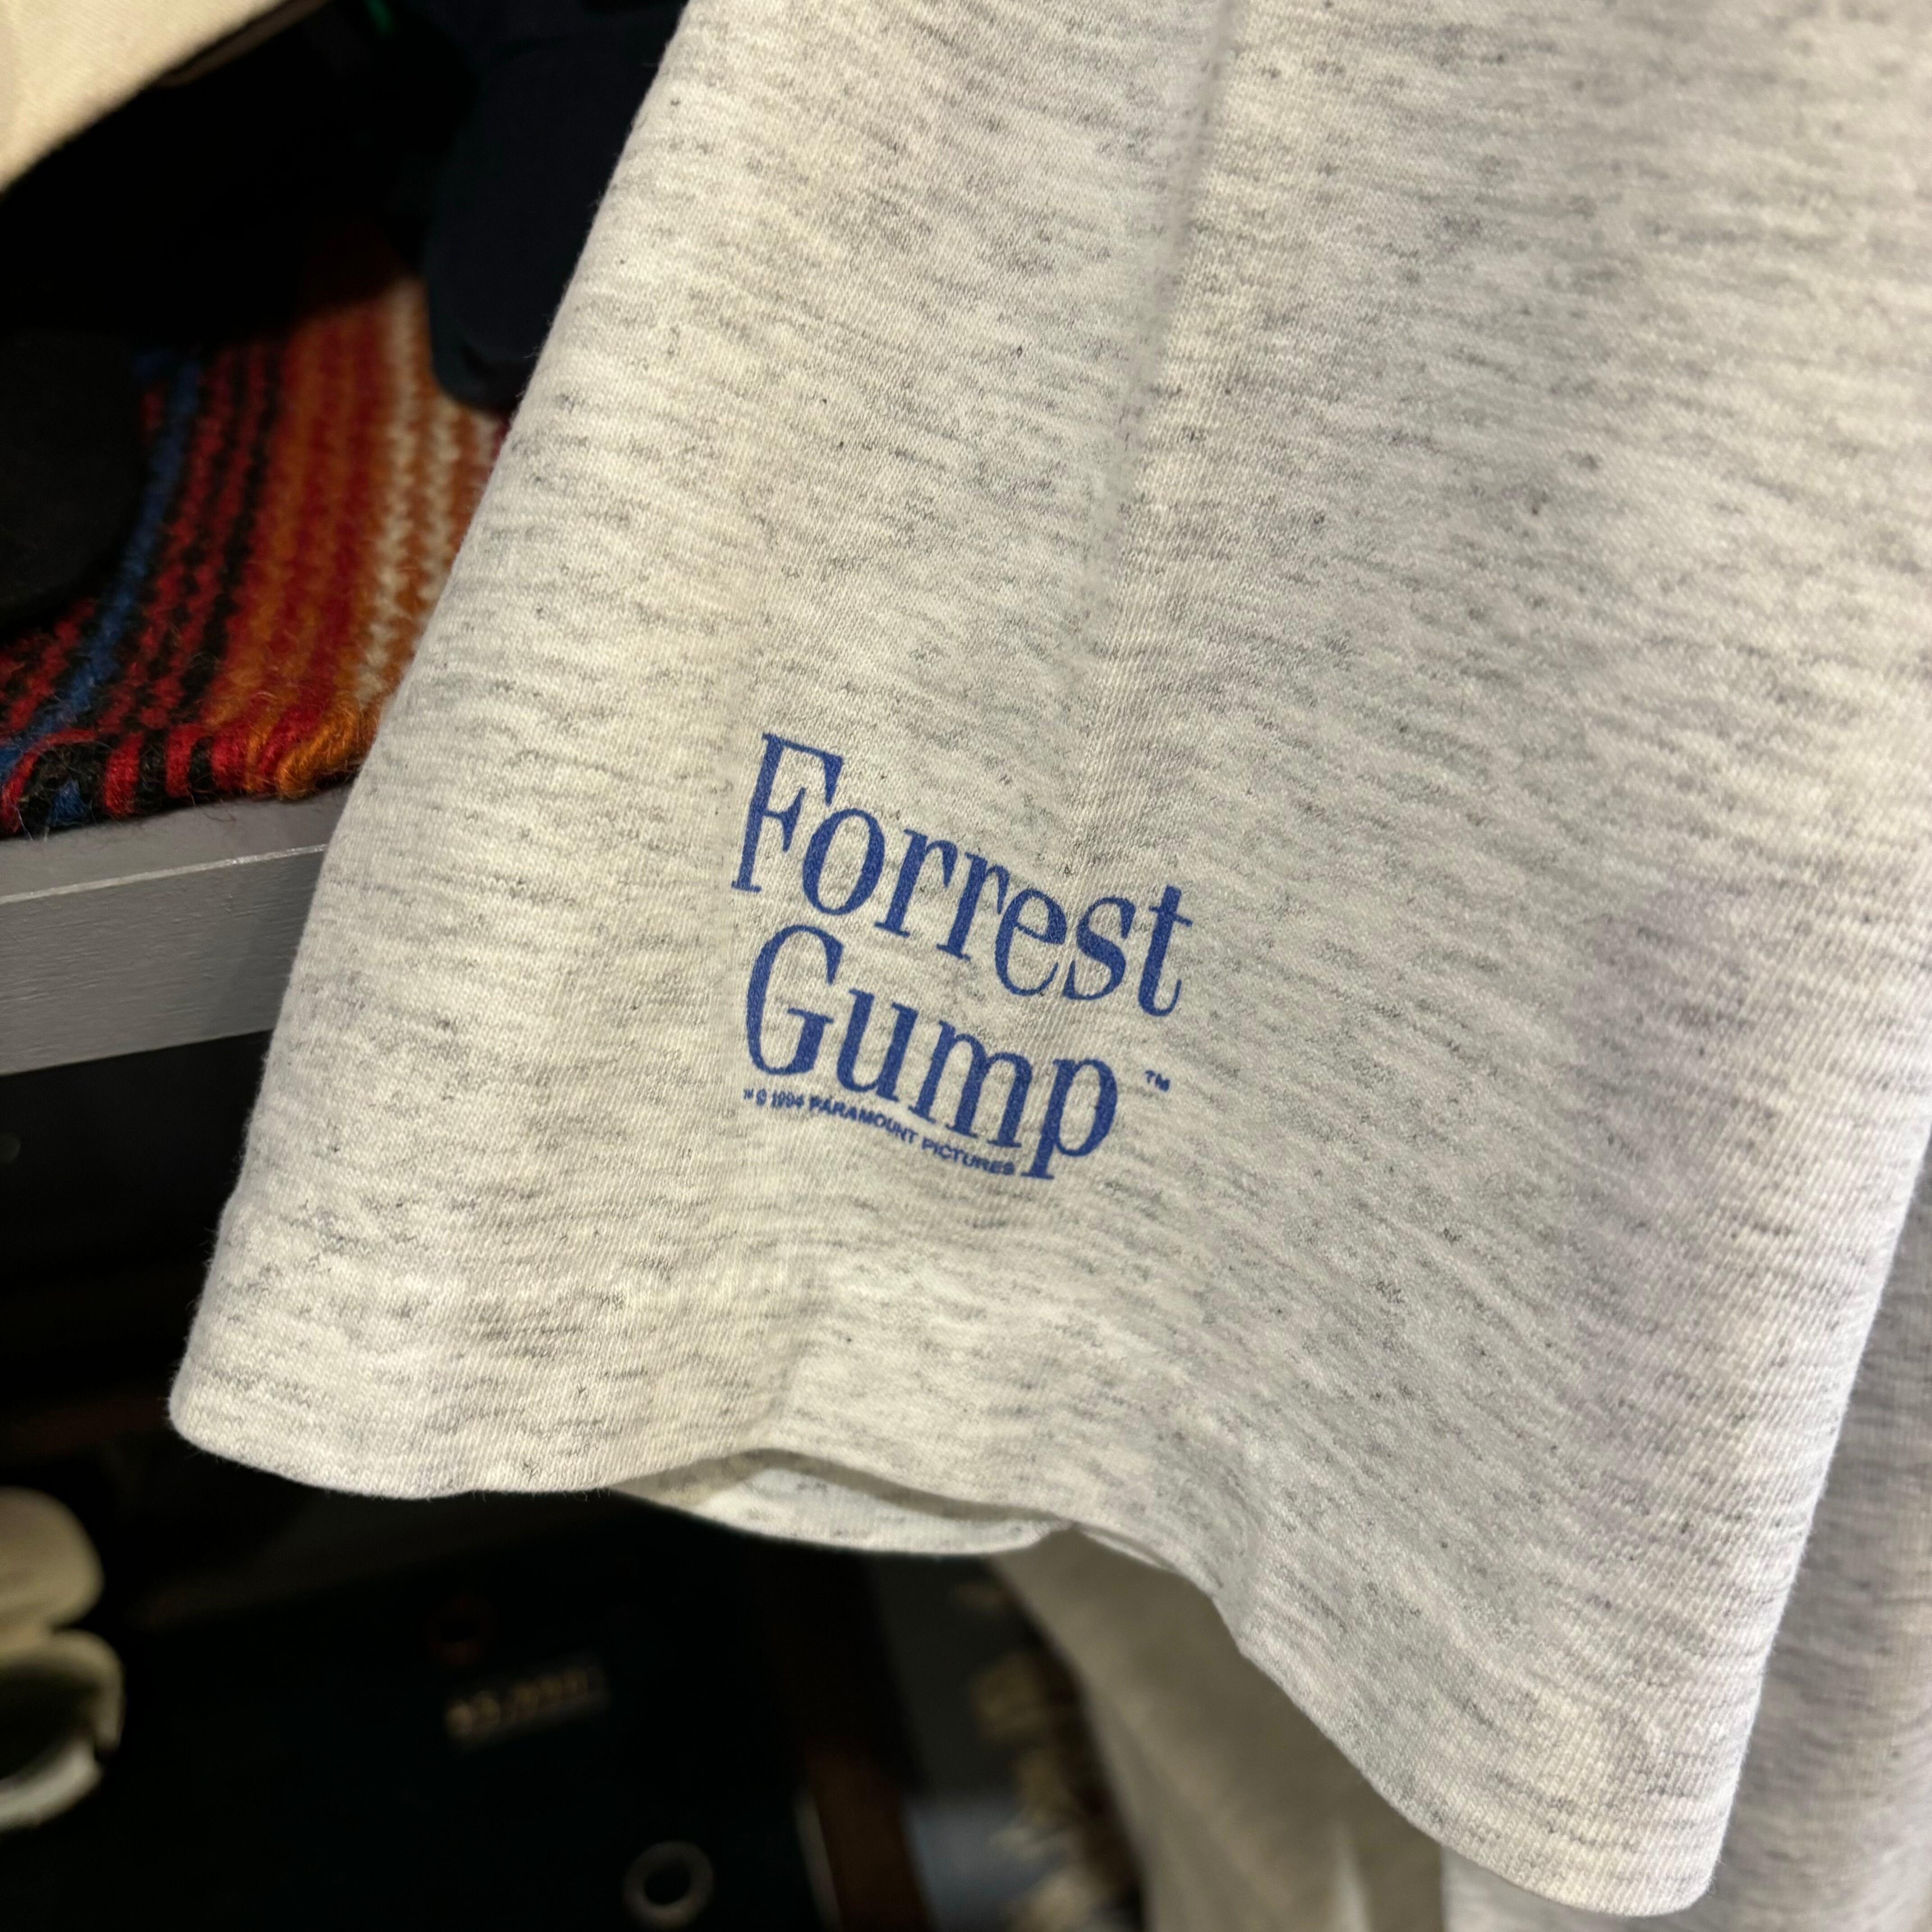 Forrest
Gump ™
™ © 1994 PARAMOUNT PICTURES